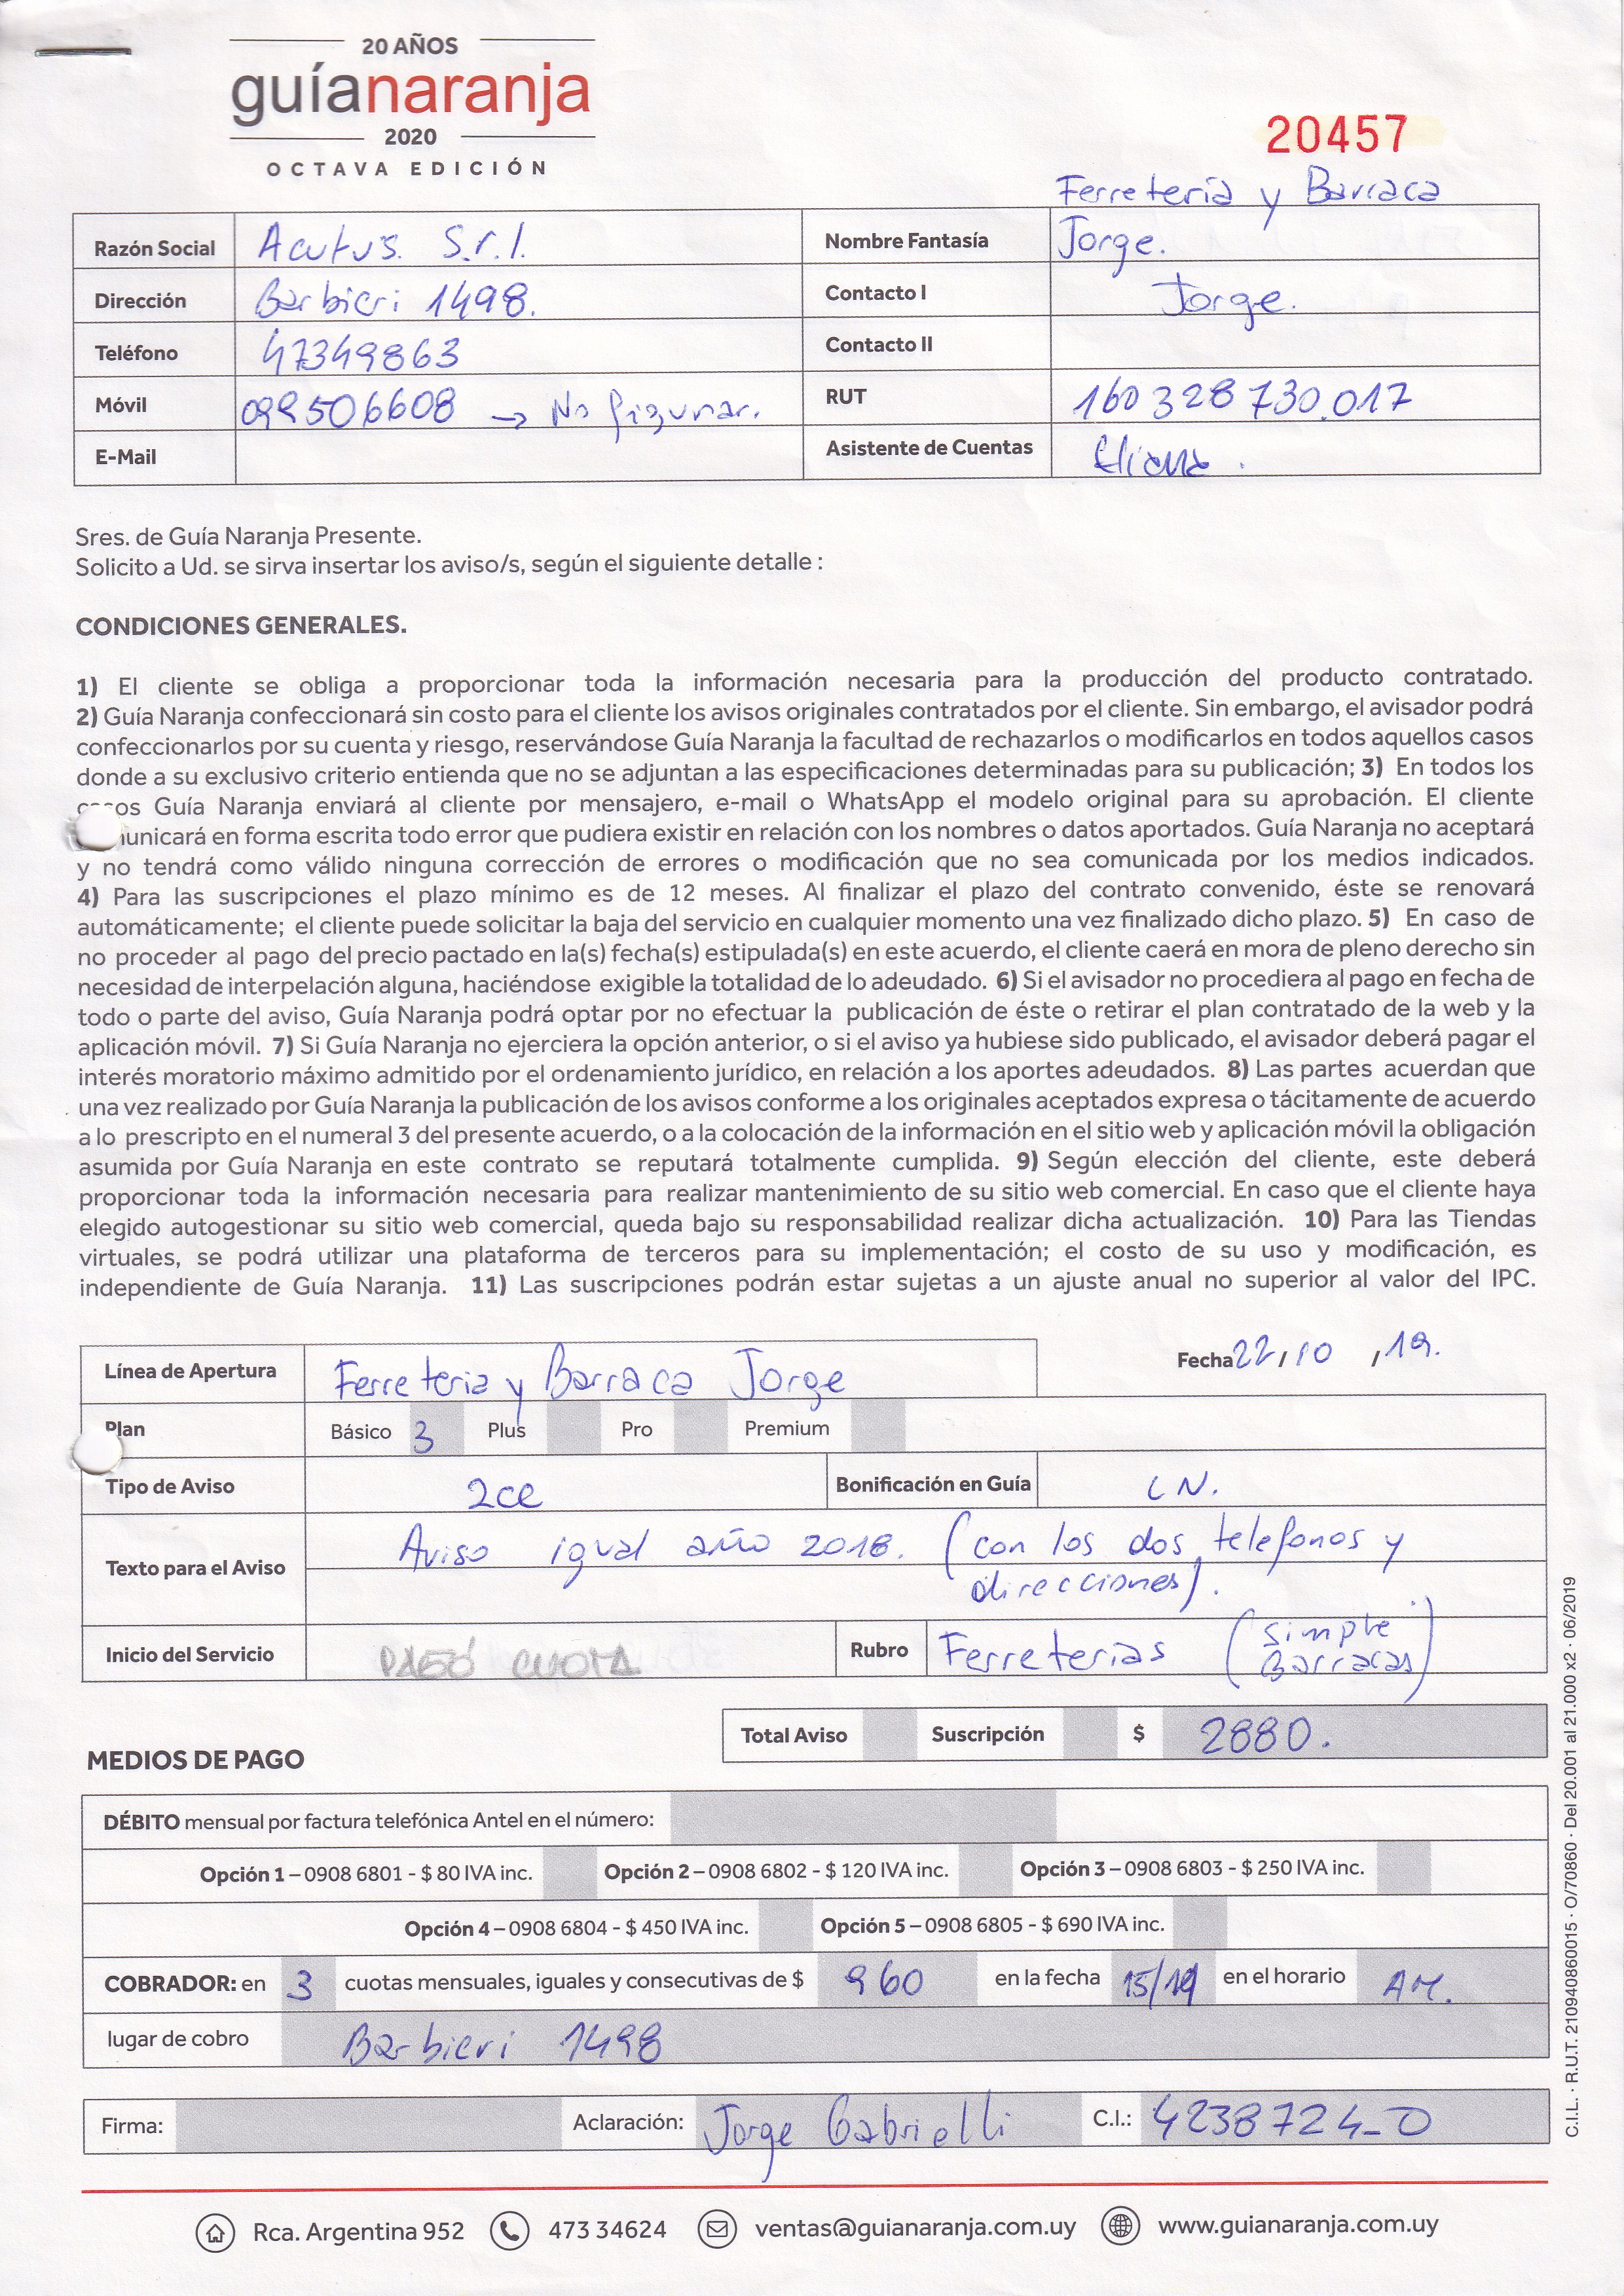 20 AÑOS
guíanaranja
2020
OCTAVA EDICIÓN
20457
Ferretería y Barraca
Razón Social Acutus S.r.l. Nombre Fantasía Jorge.
Dirección Barbieri 1498. Contacto I Jorge.
Teléfono 47349863 Contacto II
Móvil 099506608 → No figurar. RUT 160328730.017
E-Mail Asistente de Cuentas Eliana.
Sres. de Guía Naranja Presente.
Solicito a Ud. se sirva insertar los aviso/s, según el siguiente detalle :
CONDICIONES GENERALES.
1) El cliente se obliga a proporcionar toda la información necesaria para la producción del producto contratado.
2) Guía Naranja confeccionará sin costo para el cliente los avisos originales contratados por el cliente. Sin embargo, el avisador podrá
confeccionarlos por su cuenta y riesgo, reservándose Guía Naranja la facultad de rechazarlos o modificarlos en todos aquellos casos
donde a su exclusivo criterio entienda que no se adjuntan a las especificaciones determinadas para su publicación; 3) En todos los
casos Guía Naranja enviará al cliente por mensajero, e-mail o WhatsApp el modelo original para su aprobación. El cliente
unicará en forma escrita todo error que pudiera existir en relación con los nombres o datos aportados. Guía Naranja no aceptará
y no tendrá como válido ninguna corrección de errores o modificación que no sea comunicada por los medios indicados.
4) Para las suscripciones el plazo mínimo es de 12 meses. Al finalizar el plazo del contrato convenido, éste se renovará
automáticamente; el cliente puede solicitar la baja del servicio en cualquier momento una vez finalizado dicho plazo. 5) En caso de
no proceder al pago del precio pactado en la(s) fecha(s) estipulada(s) en este acuerdo, el cliente caerá en mora de pleno derecho sin
necesidad de interpelación alguna, haciéndose exigible la totalidad de lo adeudado. 6) Si el avisador no procediera al pago en fecha de
todo o parte del aviso, Guía Naranja podrá optar por no efectuar la publicación de éste o retirar el plan contratado de la web y la
aplicación móvil. 7) Si Guía Naranja no ejerciera la opción anterior, o si el aviso ya hubiese sido publicado, el avisador deberá pagar el
interés moratorio máximo admitido por el ordenamiento jurídico, en relación a los aportes adeudados. 8) Las partes acuerdan que
una vez realizado por Guía Naranja la publicación de los avisos conforme a los originales aceptados expresa o tácitamente de acuerdo
a lo prescripto en el numeral 3 del presente acuerdo, o a la colocación de la información en el sitio web y aplicación móvil la obligación
asumida por Guía Naranja en este contrato se reputará totalmente cumplida. 9) Según elección del cliente, este deberá
proporcionar toda la información necesaria para realizar mantenimiento de su sitio web comercial. En caso que el cliente haya
elegido autogestionar su sitio web comercial, queda bajo su responsabilidad realizar dicha actualización. 10) Para las Tiendas
virtuales, se podrá utilizar una plataforma de terceros para su implementación; el costo de su uso y modificación, es
independiente de Guía Naranja. 11) Las suscripciones podrán estar sujetas a un ajuste anual no superior al valor del IPC.
Fecha 22/10/19.
Línea de Apertura Ferreteria y Barraca Jorge
Plan Básico 3 Plus Pro Premium
Tipo de Aviso 2ce Bonificación en Guía LN.
Texto para el Aviso Aviso igual año 2018. (con los dos telefonos y
direcciones).
Inicio del Servicio PASÓ CUOTA Rubro Ferreterias (simple
Barracas)
Total Aviso Suscripción $ 2880.
MEDIOS DE PAGO
DÉBITO mensual por factura telefónica Antel en el número:
Opción 1 – 0908 6801 - $ 80 IVA inc. Opción 2 – 0908 6802 - $ 120 IVA inc. Opción 3 – 0908 6803 - $ 250 IVA inc.
Opción 4 – 0908 6804 - $ 450 IVA inc. Opción 5 – 0908 6805 - $ 690 IVA inc.
COBRADOR: en 3 cuotas mensuales, iguales y consecutivas de $ 960 en la fecha 15/19 en el horario AM.
lugar de cobro Barbieri 1498
Firma: Aclaración: Jorge Gabrielli C.I.: 4238724-0
C.I.L. · R.U.T. 210940860015 · O/70860 · Del 20.001 al 21.000 x2 · 06/2019
Rca. Argentina 952 473 34624 ventas@guianaranja.com.uy www.guianaranja.com.uy